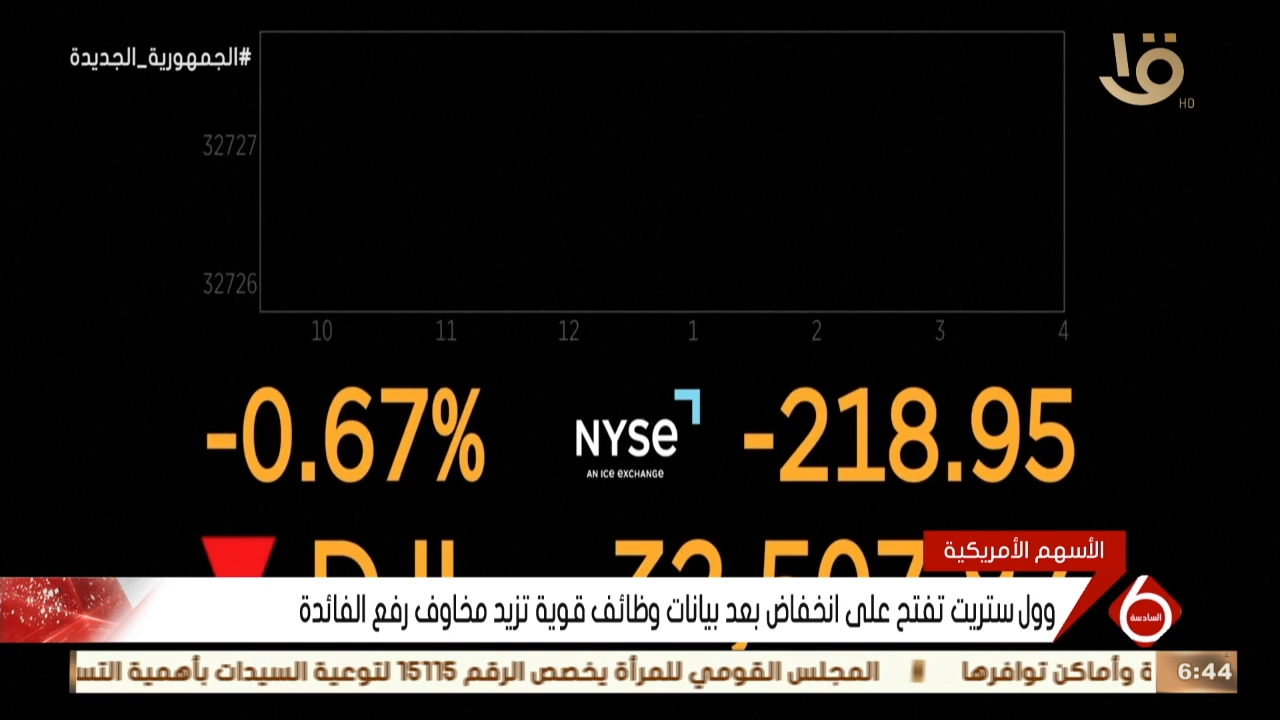 #الجمهورية_الجديدة
HD
32727
32726
10 11 12 1 2 3 4
-0.67% NYSE -218.95
AN ICE EXCHANGE
الأسهم الأمريكية
وول ستريت تفتح على انخفاض بعد بيانات وظائف قوية تزيد مخاوف رفع الفائدة
السادسة
ة وأماكن توافرها المجلس القومي للمرأة يخصص الرقم 15115 لتوعية السيدات بأهمية التس
6:44